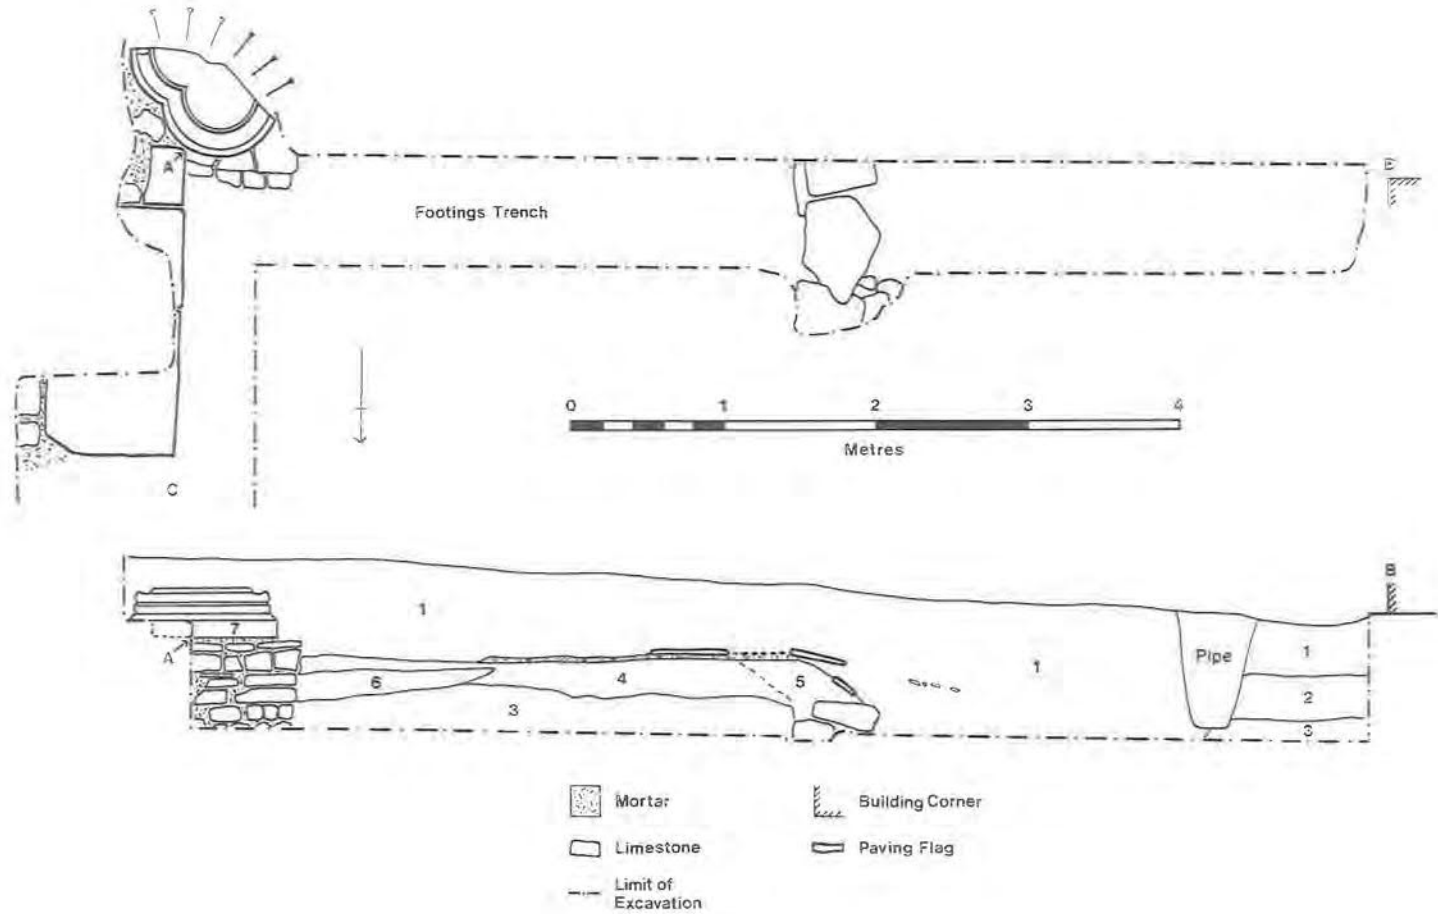 A
Footings Trench
0 1 2 3 4
Metres
C
B
1
7
A
Pipe
1
1
6
4
5
2
3
3
Mortar
Building Corner
Limestone
Paving Flag
Limit of
Excavation